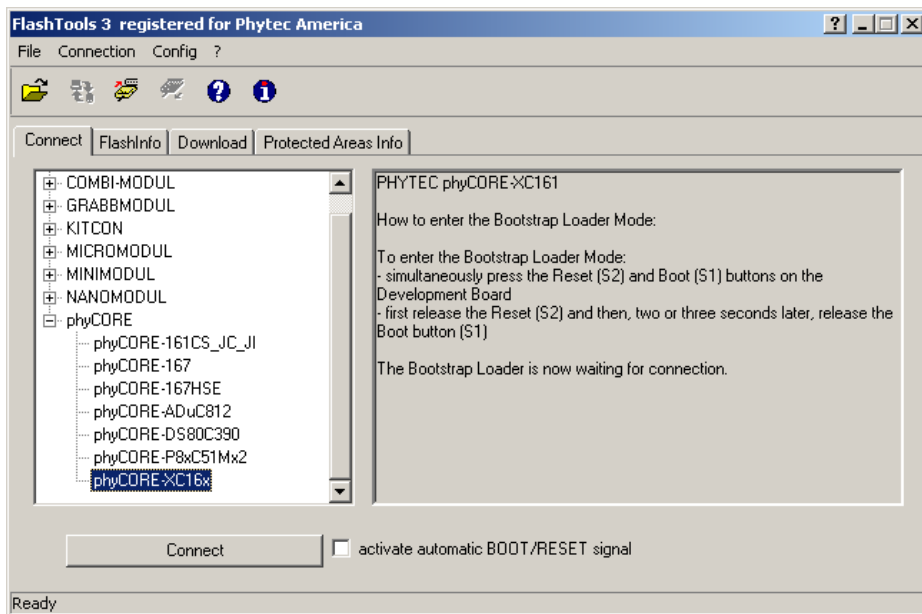 FlashTools 3 registered for Phytec America
File Connection Config ?
Connect FlashInfo Download Protected Areas Info
COMBI-MODUL
GRABBMODUL
KITCON
MICROMODUL
MINIMODUL
NANOMODUL
phyCORE
phyCORE-161CS_JC_JI
phyCORE-167
phyCORE-167HSE
phyCORE-ADuC812
phyCORE-DS80C390
phyCORE-P8xC51Mx2
phyCORE-XC16x
PHYTEC phyCORE-XC161
How to enter the Bootstrap Loader Mode:
To enter the Bootstrap Loader Mode:
- simultaneously press the Reset (S2) and Boot (S1) buttons on the
Development Board
- first release the Reset (S2) and then, two or three seconds later, release the
Boot button (S1)
The Bootstrap Loader is now waiting for connection.
Connect
activate automatic BOOT/RESET signal
Ready